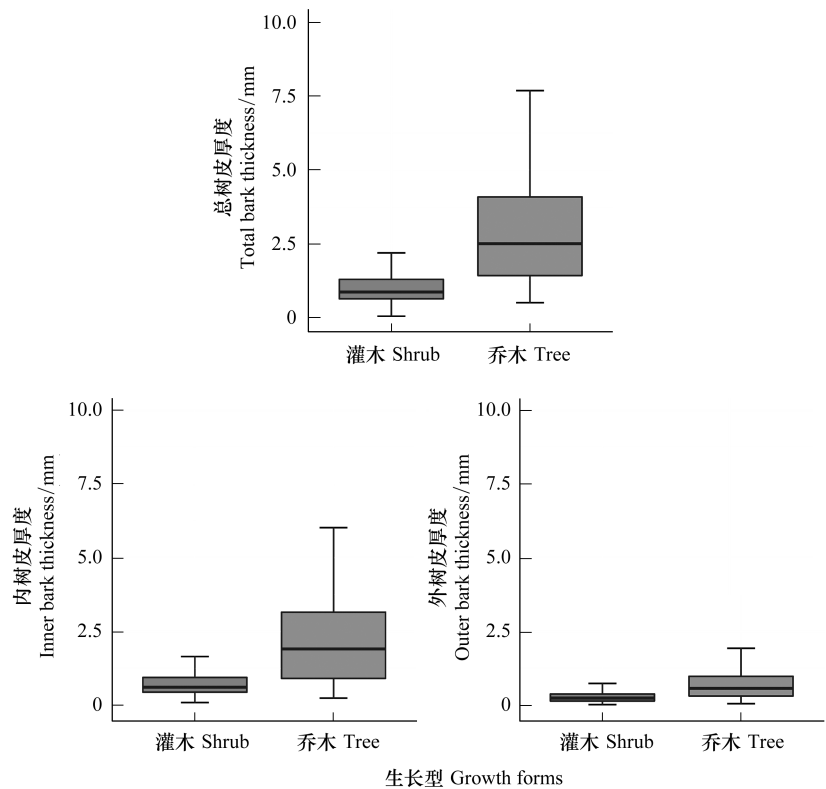 总树皮厚度
Total bark thickness/mm
10.0
7.5
5.0
2.5
0
灌木 Shrub
乔木 Tree
内树皮厚度
Inner bark thickness/mm
10.0
7.5
5.0
2.5
0
灌木 Shrub
乔木 Tree
外树皮厚度
Outer bark thickness/mm
10.0
7.5
5.0
2.5
0
灌木 Shrub
乔木 Tree
生长型 Growth forms